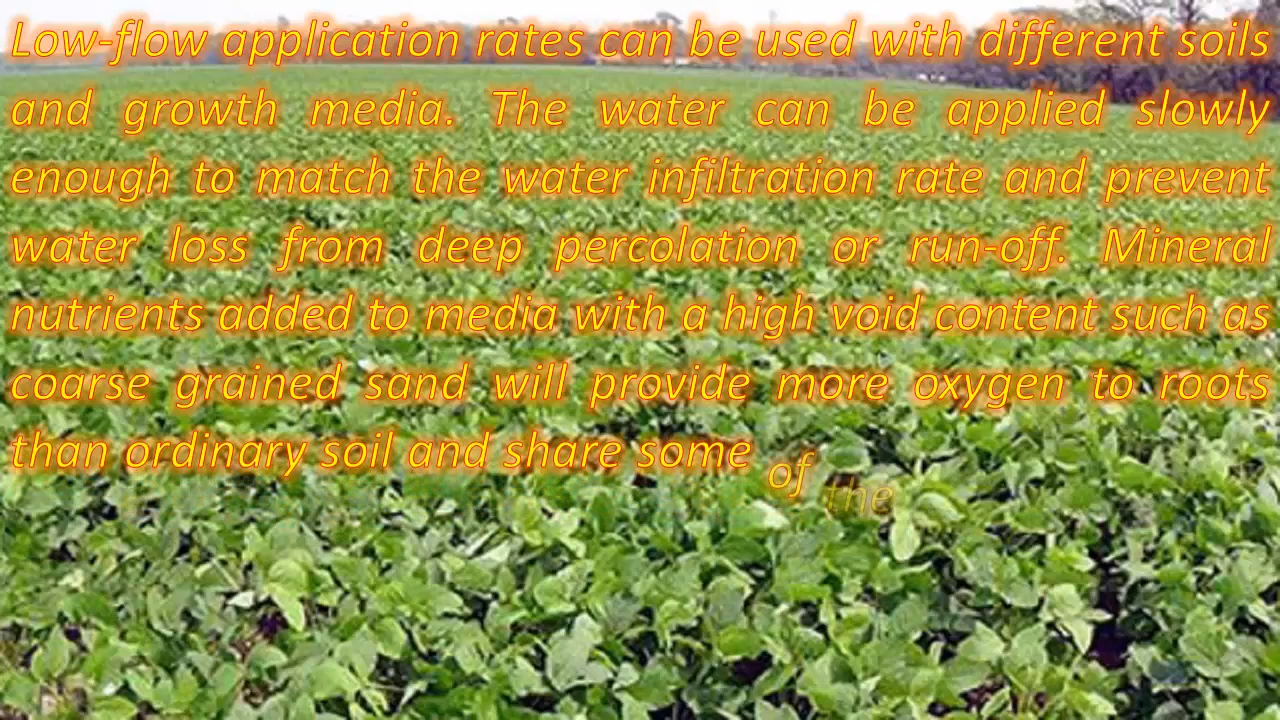 Low-flow application rates can be used with different soils
and growth media. The water can be applied slowly
enough to match the water infiltration rate and prevent
water loss from deep percolation or run-off. Mineral
nutrients added to media with a high void content such as
coarse grained sand will provide more oxygen to roots
than ordinary soil and share some of the